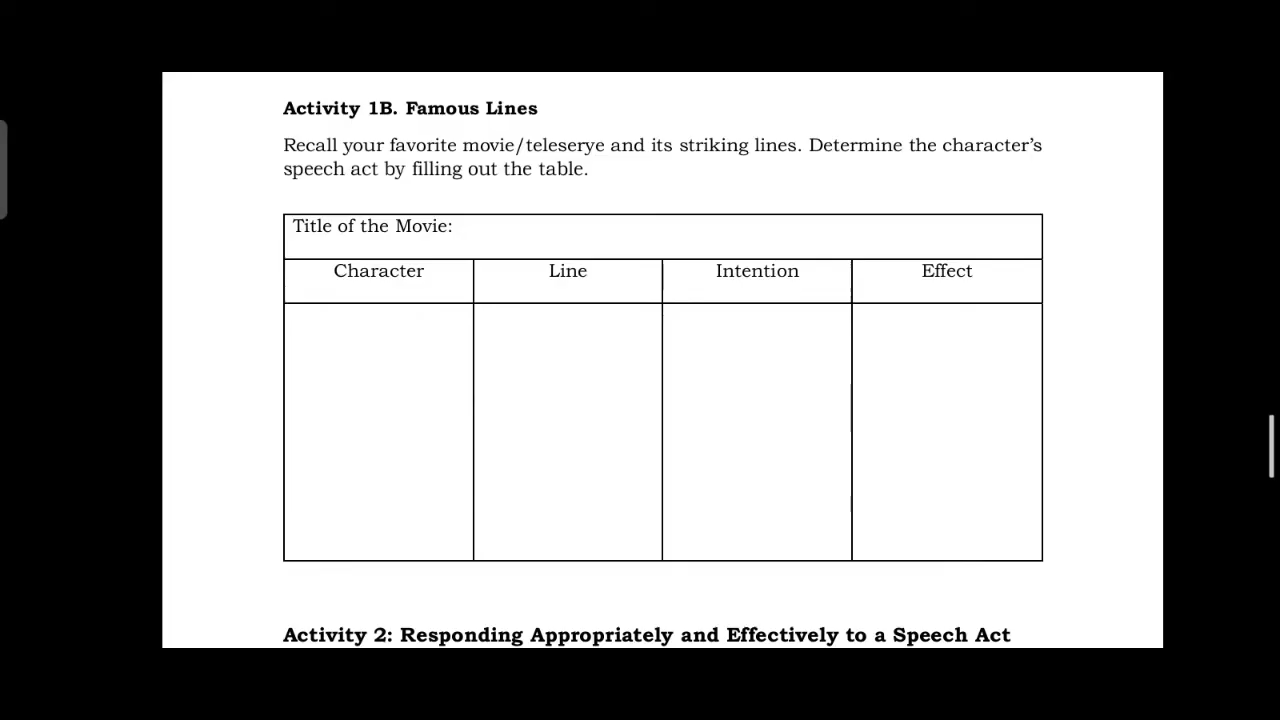 Activity 1B. Famous Lines
Recall your favorite movie/teleserye and its striking lines. Determine the character’s
speech act by filling out the table.
Title of the Movie:
Character Line Intention Effect
Activity 2: Responding Appropriately and Effectively to a Speech Act